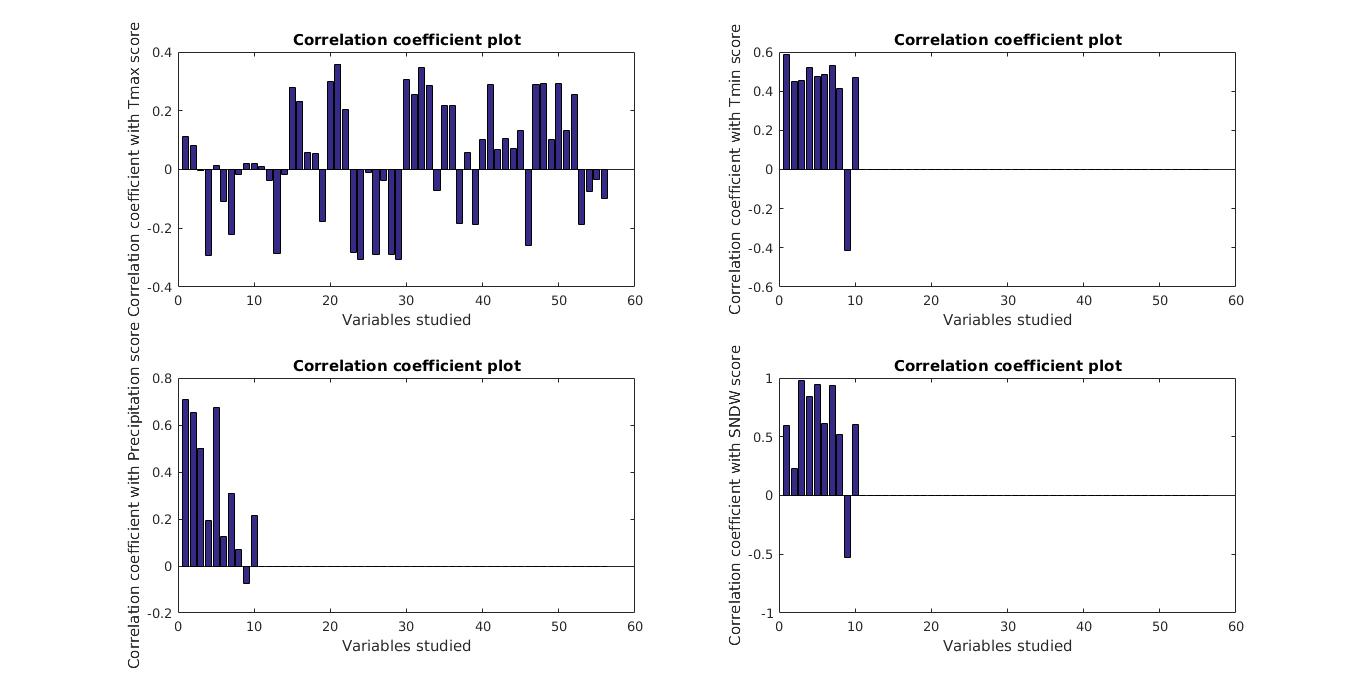 Correlation coefficient plot
Correlation coefficient with Tmax score
0.4
0.2
0
-0.2
-0.4
0 10 20 30 40 50 60
Variables studied
Correlation coefficient plot
Correlation coefficient with Tmin score
0.6
0.4
0.2
0
-0.2
-0.4
-0.6
0 10 20 30 40 50 60
Variables studied
Correlation coefficient plot
Correlation coefficient with Precipitation score
0.8
0.6
0.4
0.2
0
-0.2
0 10 20 30 40 50 60
Variables studied
Correlation coefficient plot
Correlation coefficient with SNDW score
1
0.5
0
-0.5
-1
0 10 20 30 40 50 60
Variables studied